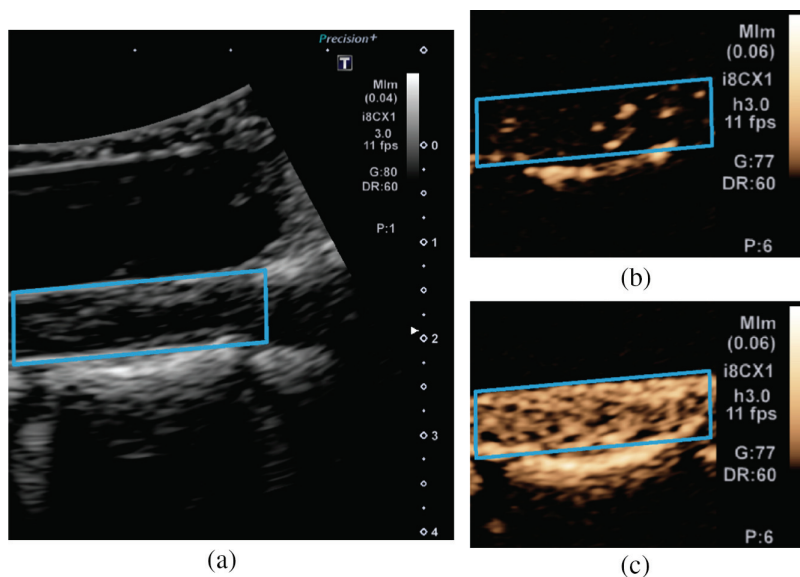 Precision+
T
MIm
(0.04)
i8CX1
3.0
11 fps
G:80
DR:60
P:1
0
1
2
3
4
(a)
MIm
(0.06)
i8CX1
h3.0
11 fps
G:77
DR:60
P:6
(b)
MIm
(0.06)
i8CX1
h3.0
11 fps
G:77
DR:60
P:6
(c)